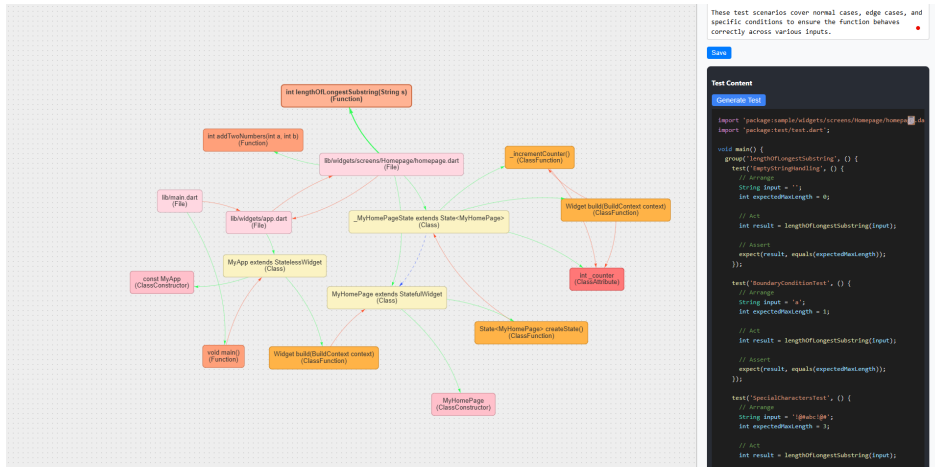 int lengthOfLongestSubstring(String s)
(Function)
int addTwoNumbers(int a, int b)
(Function)
lib/widgets/screens/Homepage/homepage.dart
(File)
_incrementCounter()
(ClassFunction)
lib/main.dart
(File)
lib/widgets/app.dart
(File)
_MyHomePageState extends State<MyHomePage>
(Class)
Widget build(BuildContext context)
(ClassFunction)
MyApp extends StatelessWidget
(Class)
const MyApp
(ClassConstructor)
int _counter
(ClassAttribute)
MyHomePage extends StatefulWidget
(Class)
State<MyHomePage> createState()
(ClassFunction)
void main()
(Function)
Widget build(BuildContext context)
(ClassFunction)
MyHomePage
(ClassConstructor)
These test scenarios cover normal cases, edge cases, and
specific conditions to ensure the function behaves
correctly across various inputs.
Save
Test Content
Generate Test
import 'package:sample/widgets/screens/Homepage/homepage.da
import 'package:test/test.dart';
void main() {
group('lengthOfLongestSubstring', () {
test('EmptyStringHandling', () {
// Arrange
String input = '';
int expectedMaxLength = 0;
// Act
int result = lengthOfLongestSubstring(input);
// Assert
expect(result, equals(expectedMaxLength));
});
test('BoundaryConditionTest', () {
// Arrange
String input = 'a';
int expectedMaxLength = 1;
// Act
int result = lengthOfLongestSubstring(input);
// Assert
expect(result, equals(expectedMaxLength));
});
test('SpecialCharactersTest', () {
// Arrange
String input = '!@#abc!@#';
int expectedMaxLength = 3;
// Act
int result = lengthOfLongestSubstring(input);